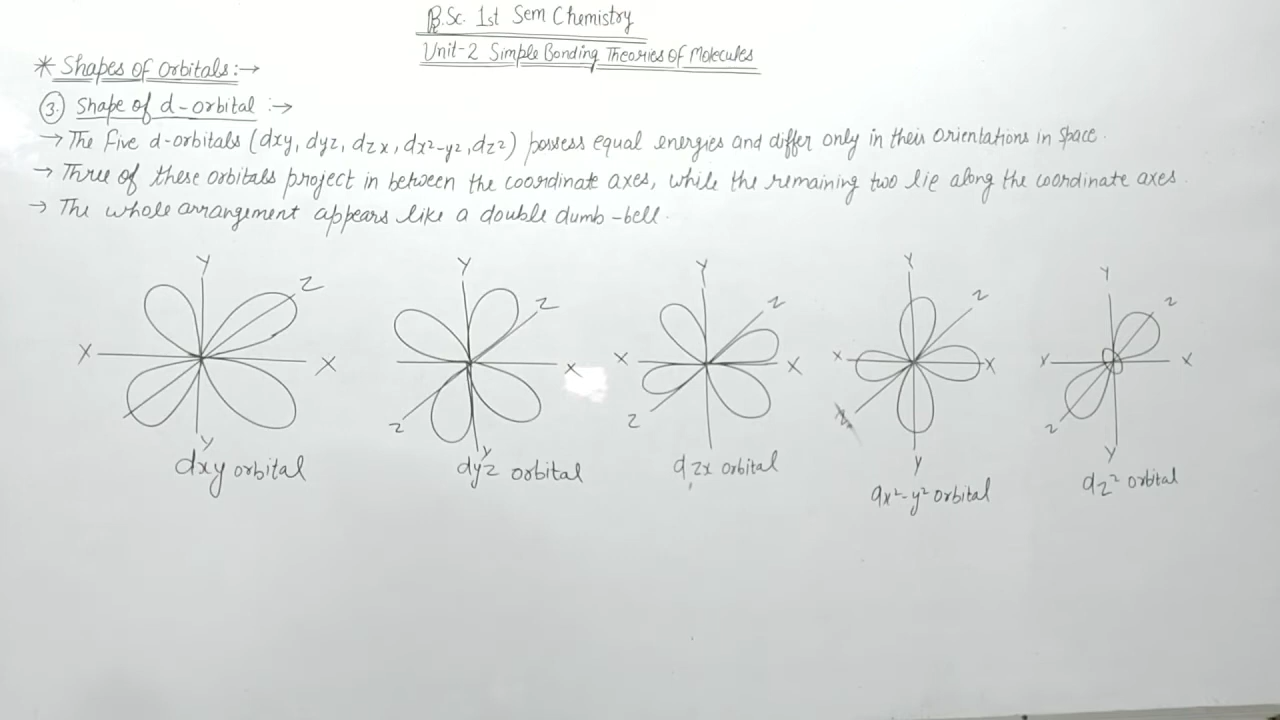 B.Sc. 1st Sem Chemistry
Unit-2 Simple Bonding Theories of Molecules
* Shapes of Orbitals:→
③. Shape of d-orbital :→
→ The five d-orbitals (dxy, dyz, dzx, dx²-y², dz²) possess equal energies and differ only in their orientations in space.
→ Three of these orbitals project in between the coordinate axes, while the remaining two lie along the coordinate axes.
→ The whole arrangement appears like a double dumb-bell.
Y Z X X Y
dxy orbital
Y Z X Z Y
dyz orbital
Y Z X X Z
dzx orbital
Y Z X X Y
dx²-y² orbital
Y Z X X Z Y
dz² orbital